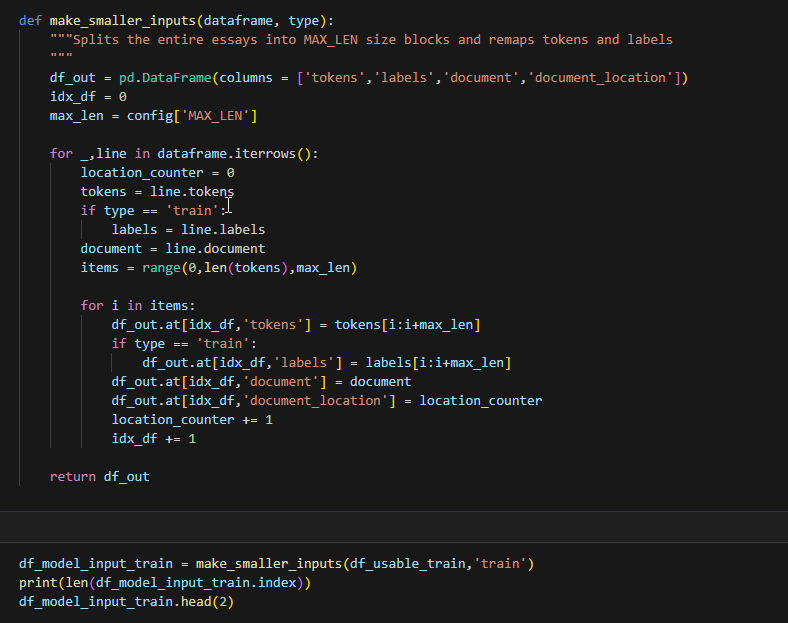 def make_smaller_inputs(dataframe, type):
    """Splits the entire essays into MAX_LEN size blocks and remaps tokens and labels
    """
    df_out = pd.DataFrame(columns = ['tokens','labels','document','document_location'])
    idx_df = 0
    max_len = config['MAX_LEN']

    for _,line in dataframe.iterrows():
        location_counter = 0
        tokens = line.tokens
        if type == 'train':
            labels = line.labels
        document = line.document
        items = range(0,len(tokens),max_len)

        for i in items:
            df_out.at[idx_df,'tokens'] = tokens[i:i+max_len]
            if type == 'train':
                df_out.at[idx_df,'labels'] = labels[i:i+max_len]
            df_out.at[idx_df,'document'] = document
            df_out.at[idx_df,'document_location'] = location_counter
            location_counter += 1
            idx_df += 1

    return df_out

df_model_input_train = make_smaller_inputs(df_usable_train,'train')
print(len(df_model_input_train.index))
df_model_input_train.head(2)